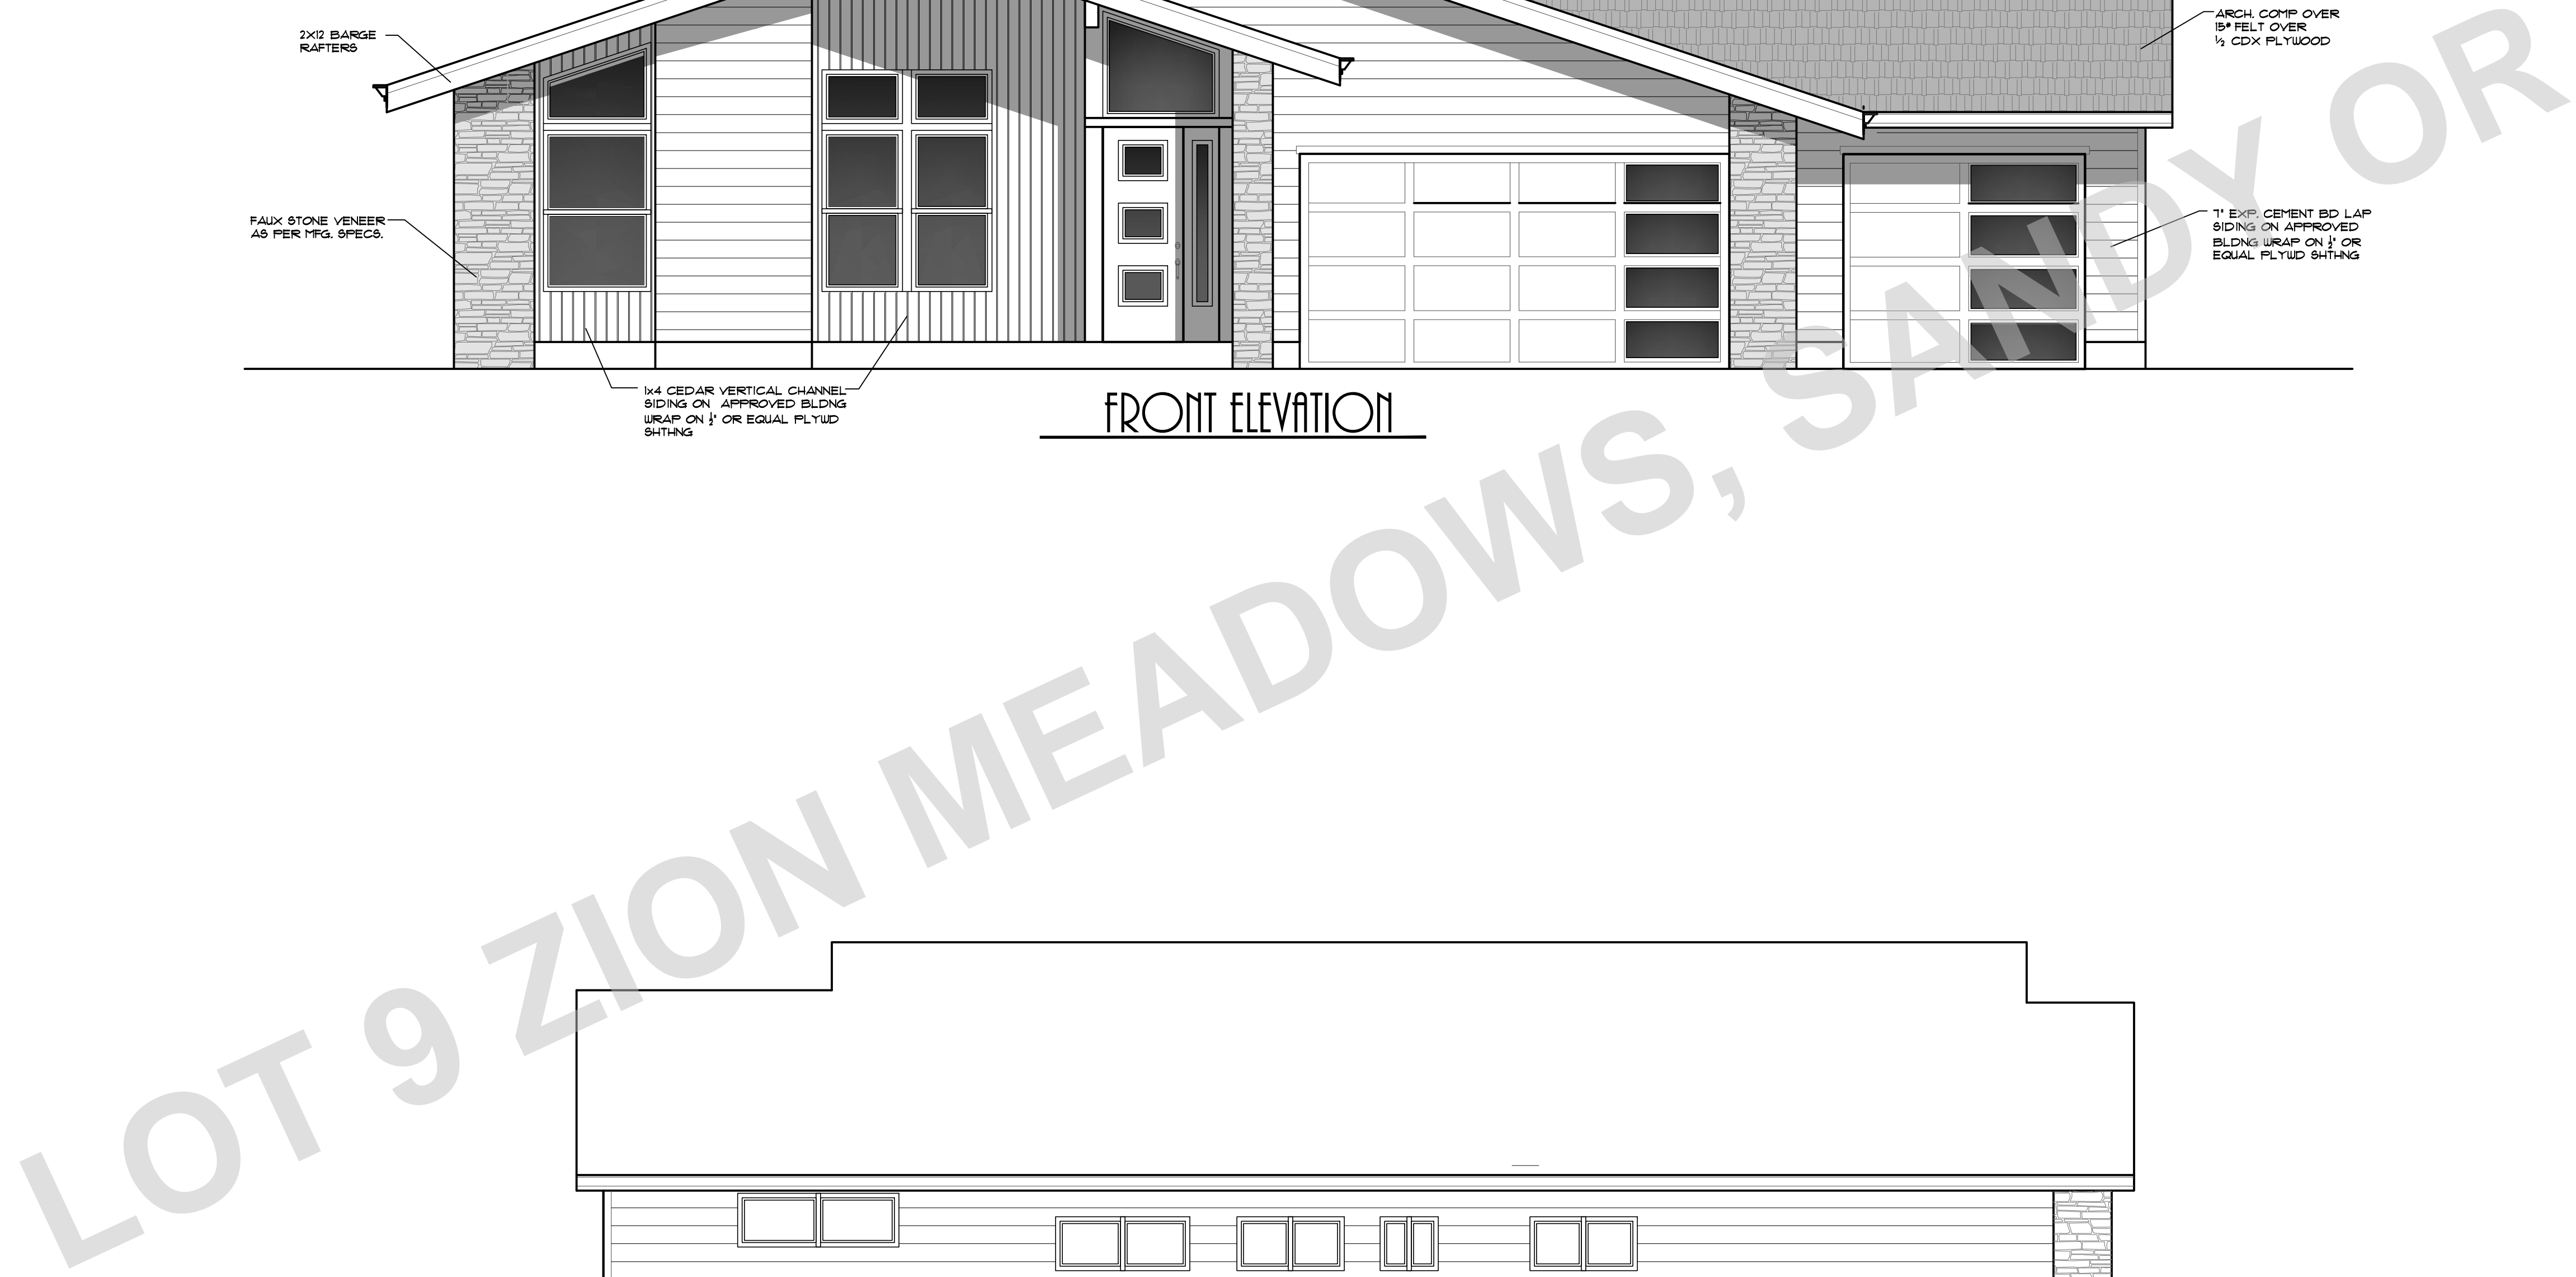 2X12 BARGE
RAFTERS
ARCH. COMP OVER
15# FELT OVER
½ CDX PLYWOOD
FAUX STONE VENEER
AS PER MFG. SPECS.
7" EXP. CEMENT BD LAP
SIDING ON APPROVED
BLDNG WRAP ON ½" OR
EQUAL PLYWD SHTHNG
1x4 CEDAR VERTICAL CHANNEL
SIDING ON APPROVED BLDNG
WRAP ON ½" OR EQUAL PLYWD
SHTHNG
FRONT ELEVATION
LOT 9 ZION MEADOWS, SANDY OR